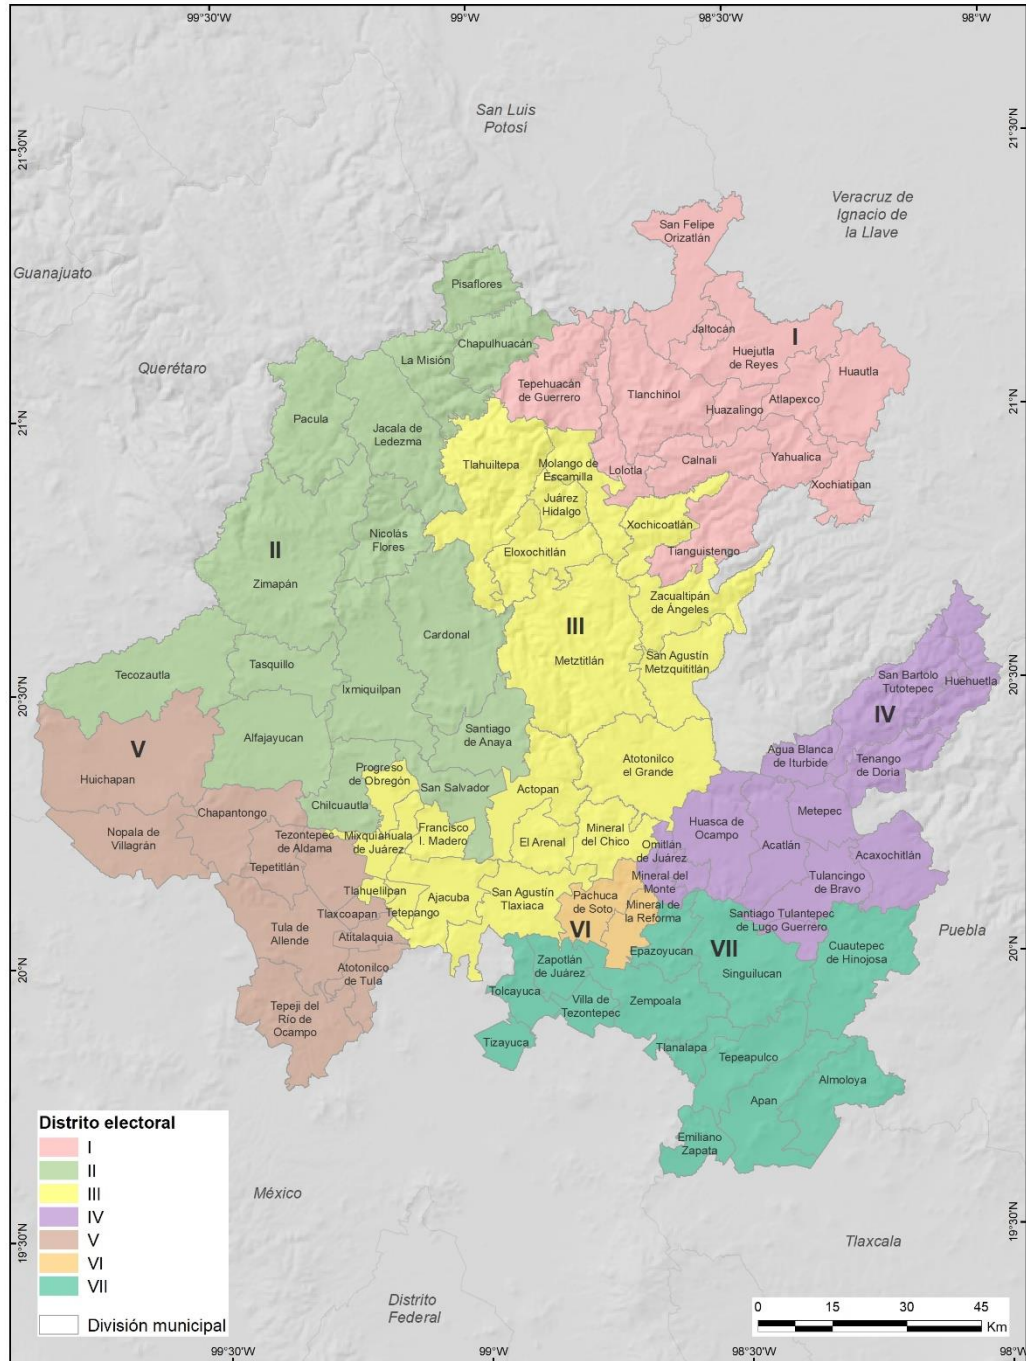 99°30'W
99°W
98°30'W
98°W
21°30'N
21°30'N
San Luis
Potosí
Veracruz de
Ignacio de
la Llave
Guanajuato
Querétaro
San Felipe
Orizatlán
Pisaflores
Jaltocán
I
Chapulhuacán
La Misión
Huejutla
de Reyes
Huautla
Tepehuacán
de Guerrero
Tlanchinol
Atlapexco
Huazalingo
21°N
21°N
Pacula
Jacala de
Ledezma
Tlahuiltepa
Molango de
Escamilla
Lolotla
Calnali
Yahualica
Xochiatipan
Juárez
Hidalgo
Xochicoatlán
Nicolás
Flores
Eloxochitlán
Tianguistengo
II
Zimapán
Zacualtipán
de Ángeles
III
Metztitlán
Cardonal
San Agustín
Metzquititlán
Tecozautla
Tasquillo
Ixmiquilpan
San Bartolo
Tutotepec
Huehuetla
20°30'N
20°30'N
IV
Santiago
de Anaya
Alfajayucan
V
Huichapan
Atotonilco
el Grande
Agua Blanca
de Iturbide
Tenango
de Doria
Progreso
de Obregón
San Salvador
Actopan
Chilcuautla
Chapantongo
Metepec
Nopala de
Villagrán
Tezontepec
de Aldama
Mixquiahuala
de Juárez
Francisco
I. Madero
El Arenal
Mineral
del Chico
Omitlán
de Juárez
Huasca de
Ocampo
Acatlán
Acaxochitlán
Tepetitlán
Tulancingo
de Bravo
Mineral del
Monte
Tlahuelilpan
Ajacuba
San Agustín
Tlaxiaca
Pachuca
de Soto
Mineral de
la Reforma
Tlaxcoapan
Tetepango
Santiago Tulantepec
de Lugo Guerrero
Tula de
Allende
Atitalaquia
VI
VII
Epazoyucan
Cuautepec
de Hinojosa
Puebla
Zapotlán
de Juárez
Singuilucan
20°N
20°N
Atotonilco
de Tula
Tolcayuca
Villa de
Tezontepec
Zempoala
Tepeji del
Río de
Ocampo
Tizayuca
Tlanalapa
Tepeapulco
Almoloya
Apan
Emiliano
Zapata
Distrito electoral
I
II
III
IV
V
VI
VII
División municipal
México
Tlaxcala
Distrito
Federal
19°30'N
19°30'N
0 15 30 45
Km
99°30'W
99°W
98°30'W
98°W